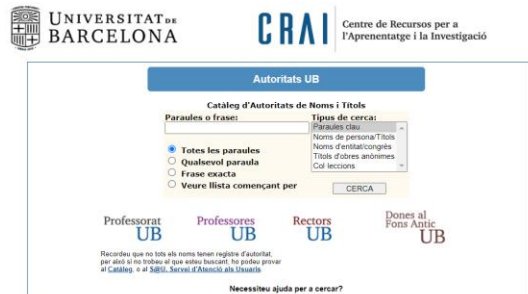 UNIVERSITAT DE
BARCELONA
CRAI
Centre de Recursos per a
l'Aprenentatge i la Investigació
Autoritats UB
Catàleg d'Autoritats de Noms i Títols
Paraules o frase:
Tipus de cerca:
Paraules clau
Noms de persona/Títols
Noms d'entitat/congrés
Títols d'obres anònimes
Col leccions
Totes les paraules
Qualsevol paraula
Frase exacta
Veure llista començant per
CERCA
Professorat
UB
Professores
UB
Rectors
UB
Dones al
Fons Antic
UB
Recordeu que no tots els noms tenen registre d'autoritat,
per això si no trobeu al que esteu buscant, ho podeu provar
al Catàleg, o al S@U, Servei d'Atenció als Usuaris.
Necessiteu ajuda per a cercar?